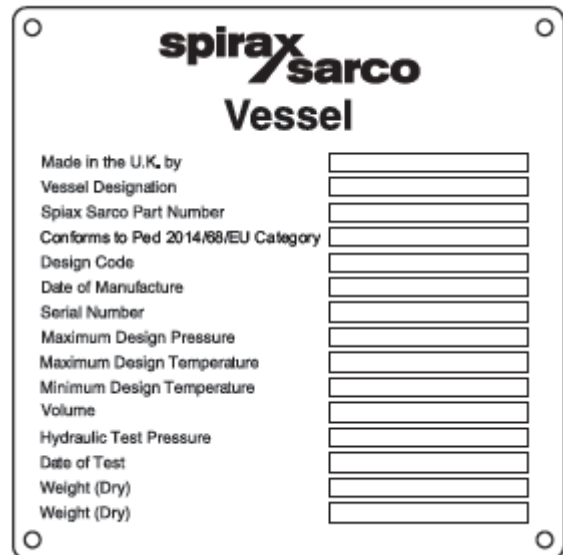 spirax
sarco
Vessel
Made in the U.K. by
Vessel Designation
Spiax Sarco Part Number
Conforms to Ped 2014/68/EU Category
Design Code
Date of Manufacture
Serial Number
Maximum Design Pressure
Maximum Design Temperature
Minimum Design Temperature
Volume
Hydraulic Test Pressure
Date of Test
Weight (Dry)
Weight (Dry)